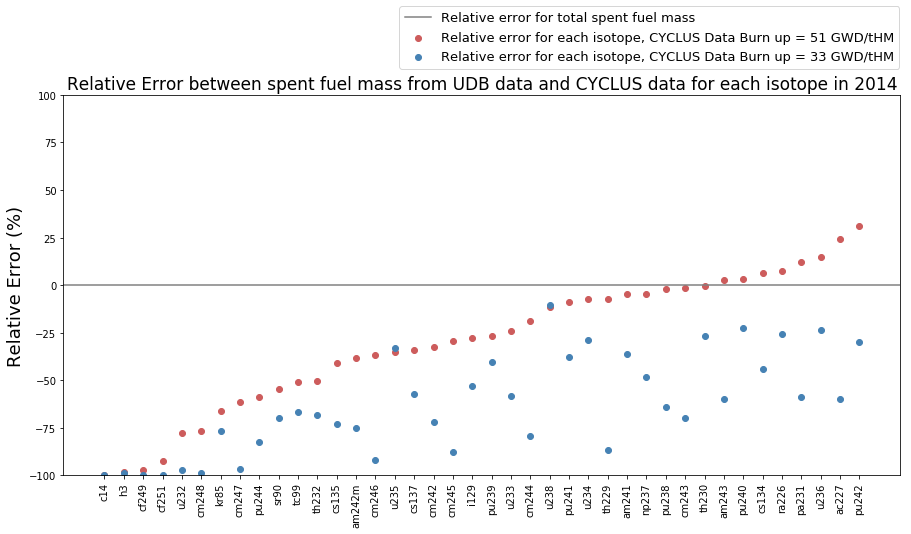 Relative error for total spent fuel mass
Relative error for each isotope, CYCLUS Data Burn up = 51 GWD/tHM
Relative error for each isotope, CYCLUS Data Burn up = 33 GWD/tHM
Relative Error between spent fuel mass from UDB data and CYCLUS data for each isotope in 2014
Relative Error (%)
100
75
50
25
0
−25
−50
−75
−100
c14
h3
cf249
cf251
u232
cm248
kr85
cm247
pu244
sr90
tc99
th232
cs135
am242m
cm246
u235
cs137
cm242
cm245
i129
pu239
u233
cm244
u238
pu241
u234
th229
am241
np237
pu238
cm243
th230
am243
pu240
cs134
ra226
pa231
u236
ac227
pu242